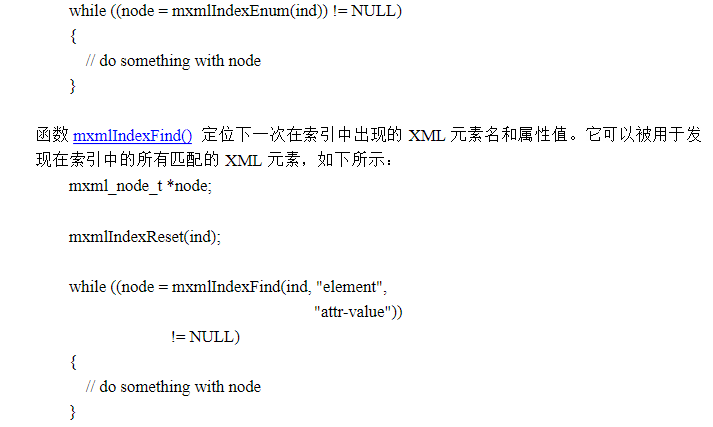 while ((node = mxmlIndexEnum(ind)) != NULL)
{
// do something with node
}
函数 mxmlIndexFind() 定位下一次在索引中出现的 XML 元素名和属性值。它可以被用于发
现在索引中的所有匹配的 XML 元素，如下所示：
mxml_node_t *node;
mxmlIndexReset(ind);
while ((node = mxmlIndexFind(ind, "element",
"attr-value"))
!= NULL)
{
// do something with node
}